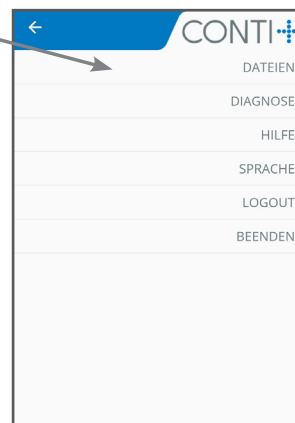 CONTI+
DATEIEN
DIAGNOSE
HILFE
SPRACHE
LOGOUT
BEENDEN